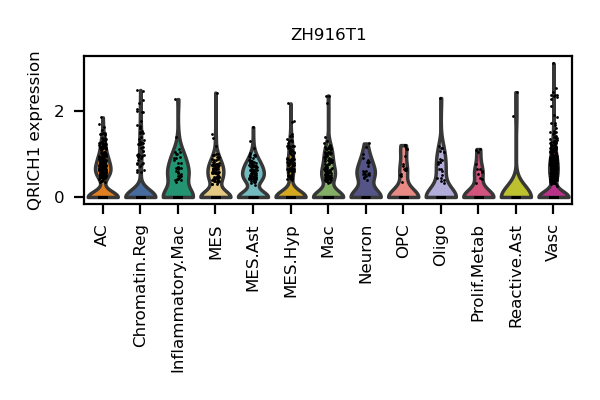 ZH916T1
QRICH1 expression
2
0
AC
Chromatin.Reg
Inflammatory.Mac
MES
MES.Ast
MES.Hyp
Mac
Neuron
OPC
Oligo
Prolif.Metab
Reactive.Ast
Vasc